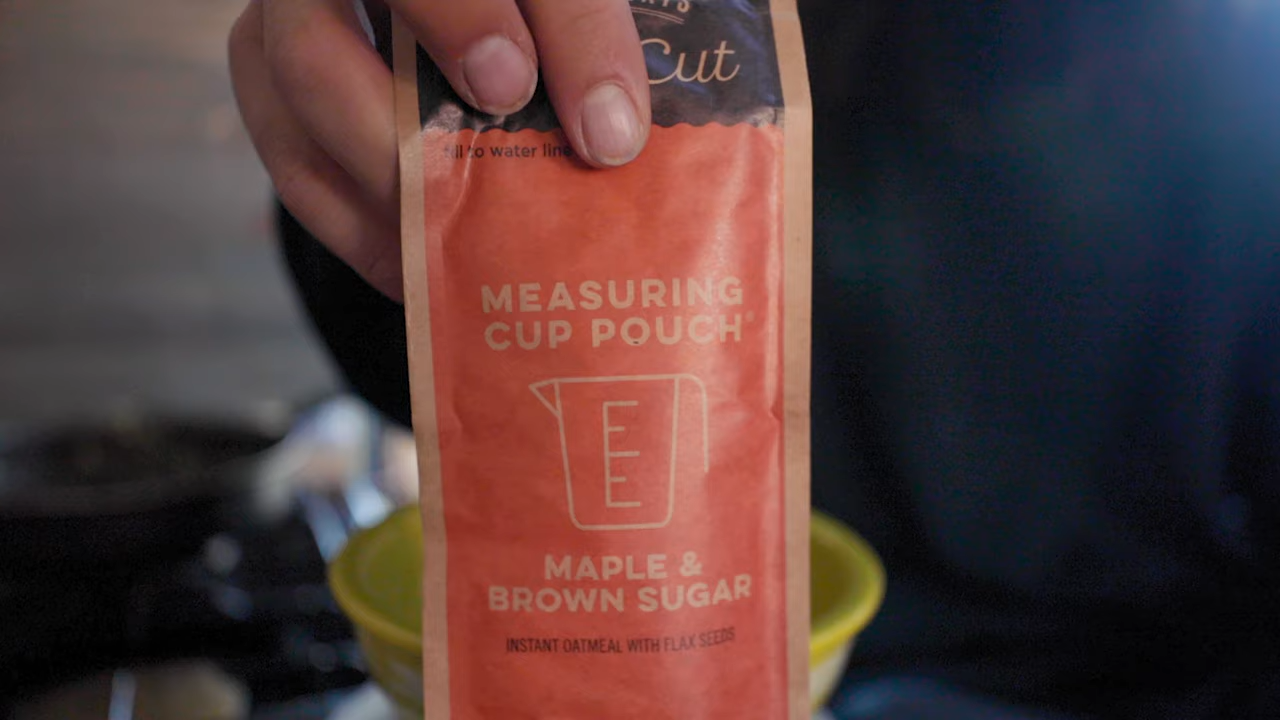 Cut
fill to water line
MEASURING
CUP POUCH®
MAPLE &
BROWN SUGAR
INSTANT OATMEAL WITH FLAX SEEDS